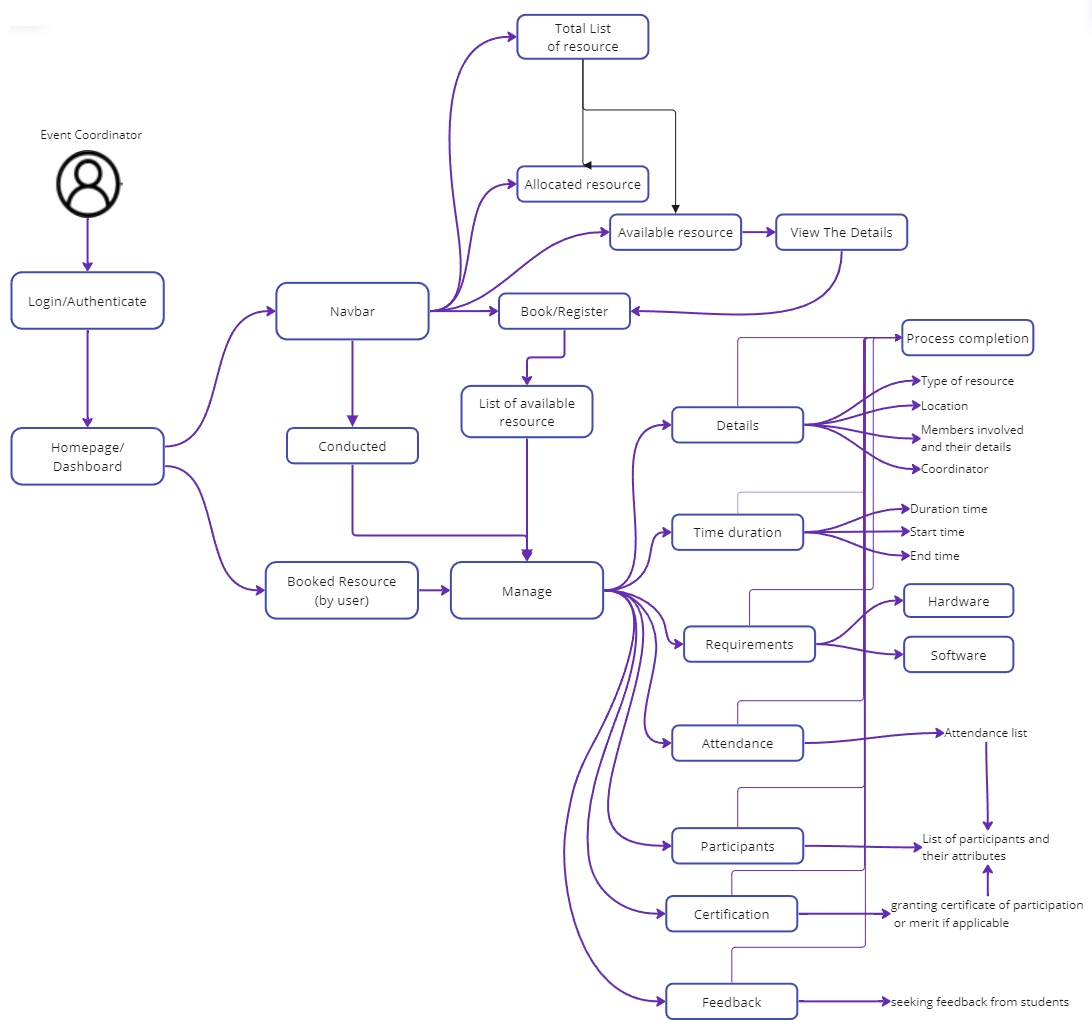 Total List
of resource
Event Coordinator
Allocated resource
Available resource
View The Details
Login/Authenticate
Navbar
Book/Register
Process completion
Type of resource
List of available
resource
Location
Details
Members involved
and their details
Homepage/
Dashboard
Conducted
Coordinator
Duration time
Time duration
Start time
End time
Booked Resource
(by user)
Manage
Hardware
Requirements
Software
Attendance
Attendance list
Participants
List of participants and
their attributes
Certification
granting certificate of participation
or merit if applicable
Feedback
seeking feedback from students